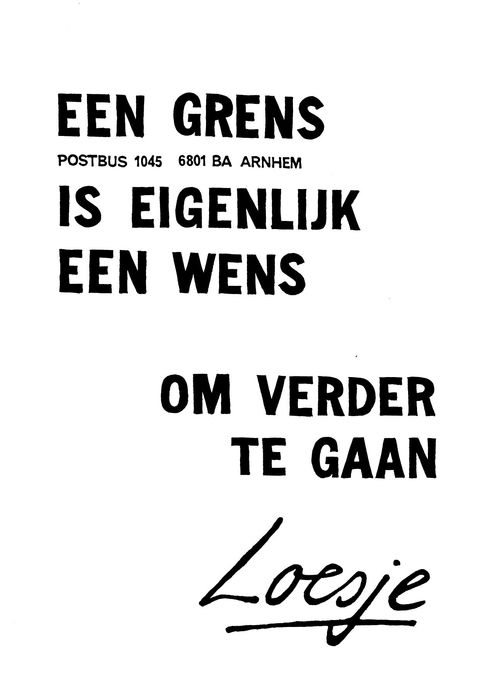 EEN GRENS
POSTBUS 1045 6801 BA ARNHEM
IS EIGENLIJK
EEN WENS
OM VERDER
TE GAAN
Loesje